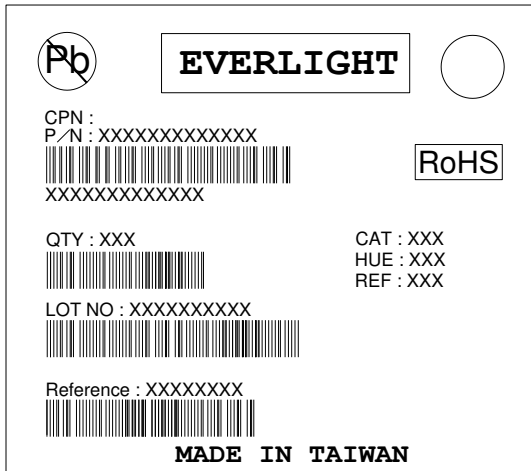 Pb
EVERLIGHT
CPN :
P/N : XXXXXXXXXXXXX
RoHS
XXXXXXXXXXXXX
QTY : XXX
CAT : XXX
HUE : XXX
REF : XXX
LOT NO : XXXXXXXXXX
Reference : XXXXXXXX
MADE IN TAIWAN